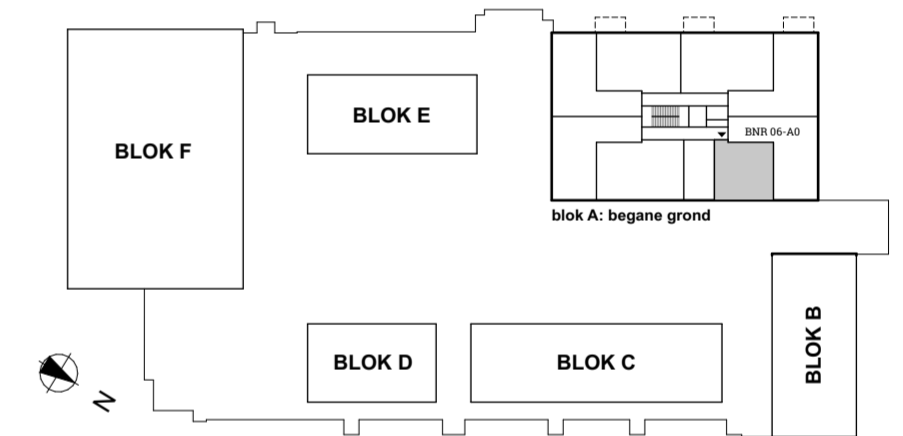 BLOK E
BLOK F
BNR 06-A0
blok A: begane grond
BLOK D
BLOK C
BLOK B
N